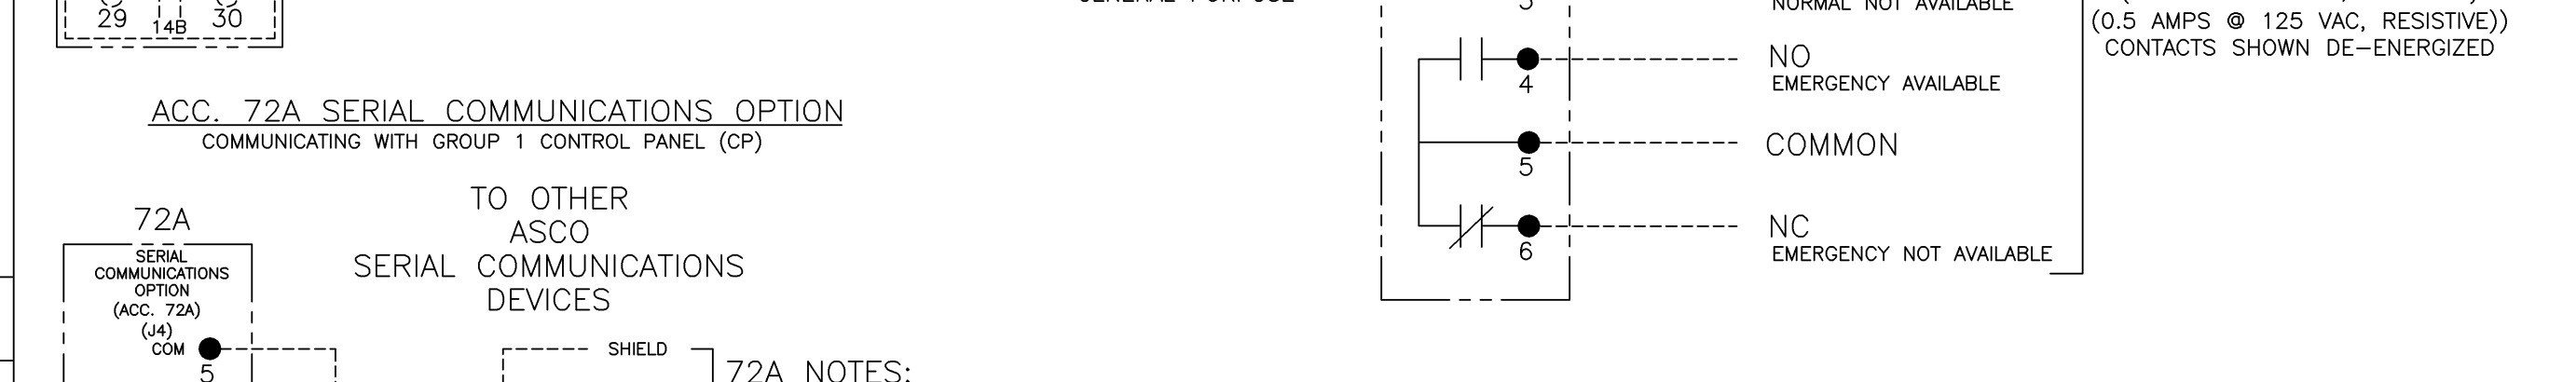 29 14B 30
ACC. 72A SERIAL COMMUNICATIONS OPTION
COMMUNICATING WITH GROUP 1 CONTROL PANEL (CP)
72A
SERIAL
COMMUNICATIONS
OPTION
(ACC. 72A)
(J4)
COM
5
TO OTHER
ASCO
SERIAL COMMUNICATIONS
DEVICES
SHIELD
72A NOTES:
NORMAL NOT AVAILABLE
4
NO
EMERGENCY AVAILABLE
5
COMMON
6
NC
EMERGENCY NOT AVAILABLE
(0.5 AMPS @ 125 VAC, RESISTIVE))
CONTACTS SHOWN DE-ENERGIZED